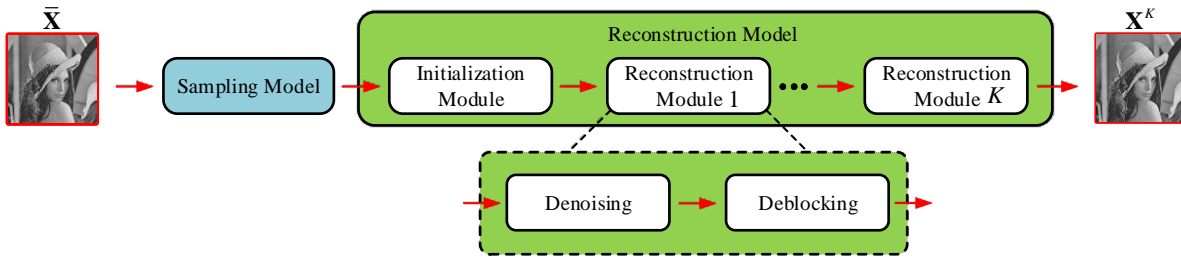 X̄
Sampling Model
Reconstruction Model
Initialization
Module
Reconstruction
Module 1
•••
Reconstruction
Module K
X^K
Denoising
Deblocking